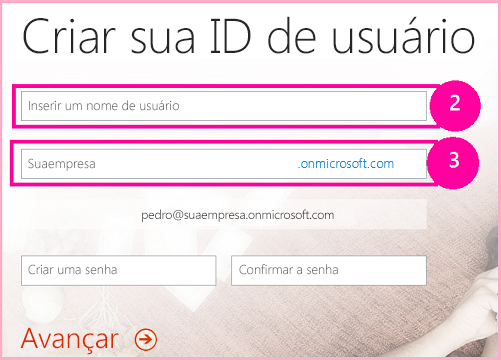 Criar sua ID de usuário
Inserir um nome de usuário
2
Suaempresa .onmicrosoft.com
3
pedro@suaempresa.onmicrosoft.com
Criar uma senha Confirmar a senha
Avançar